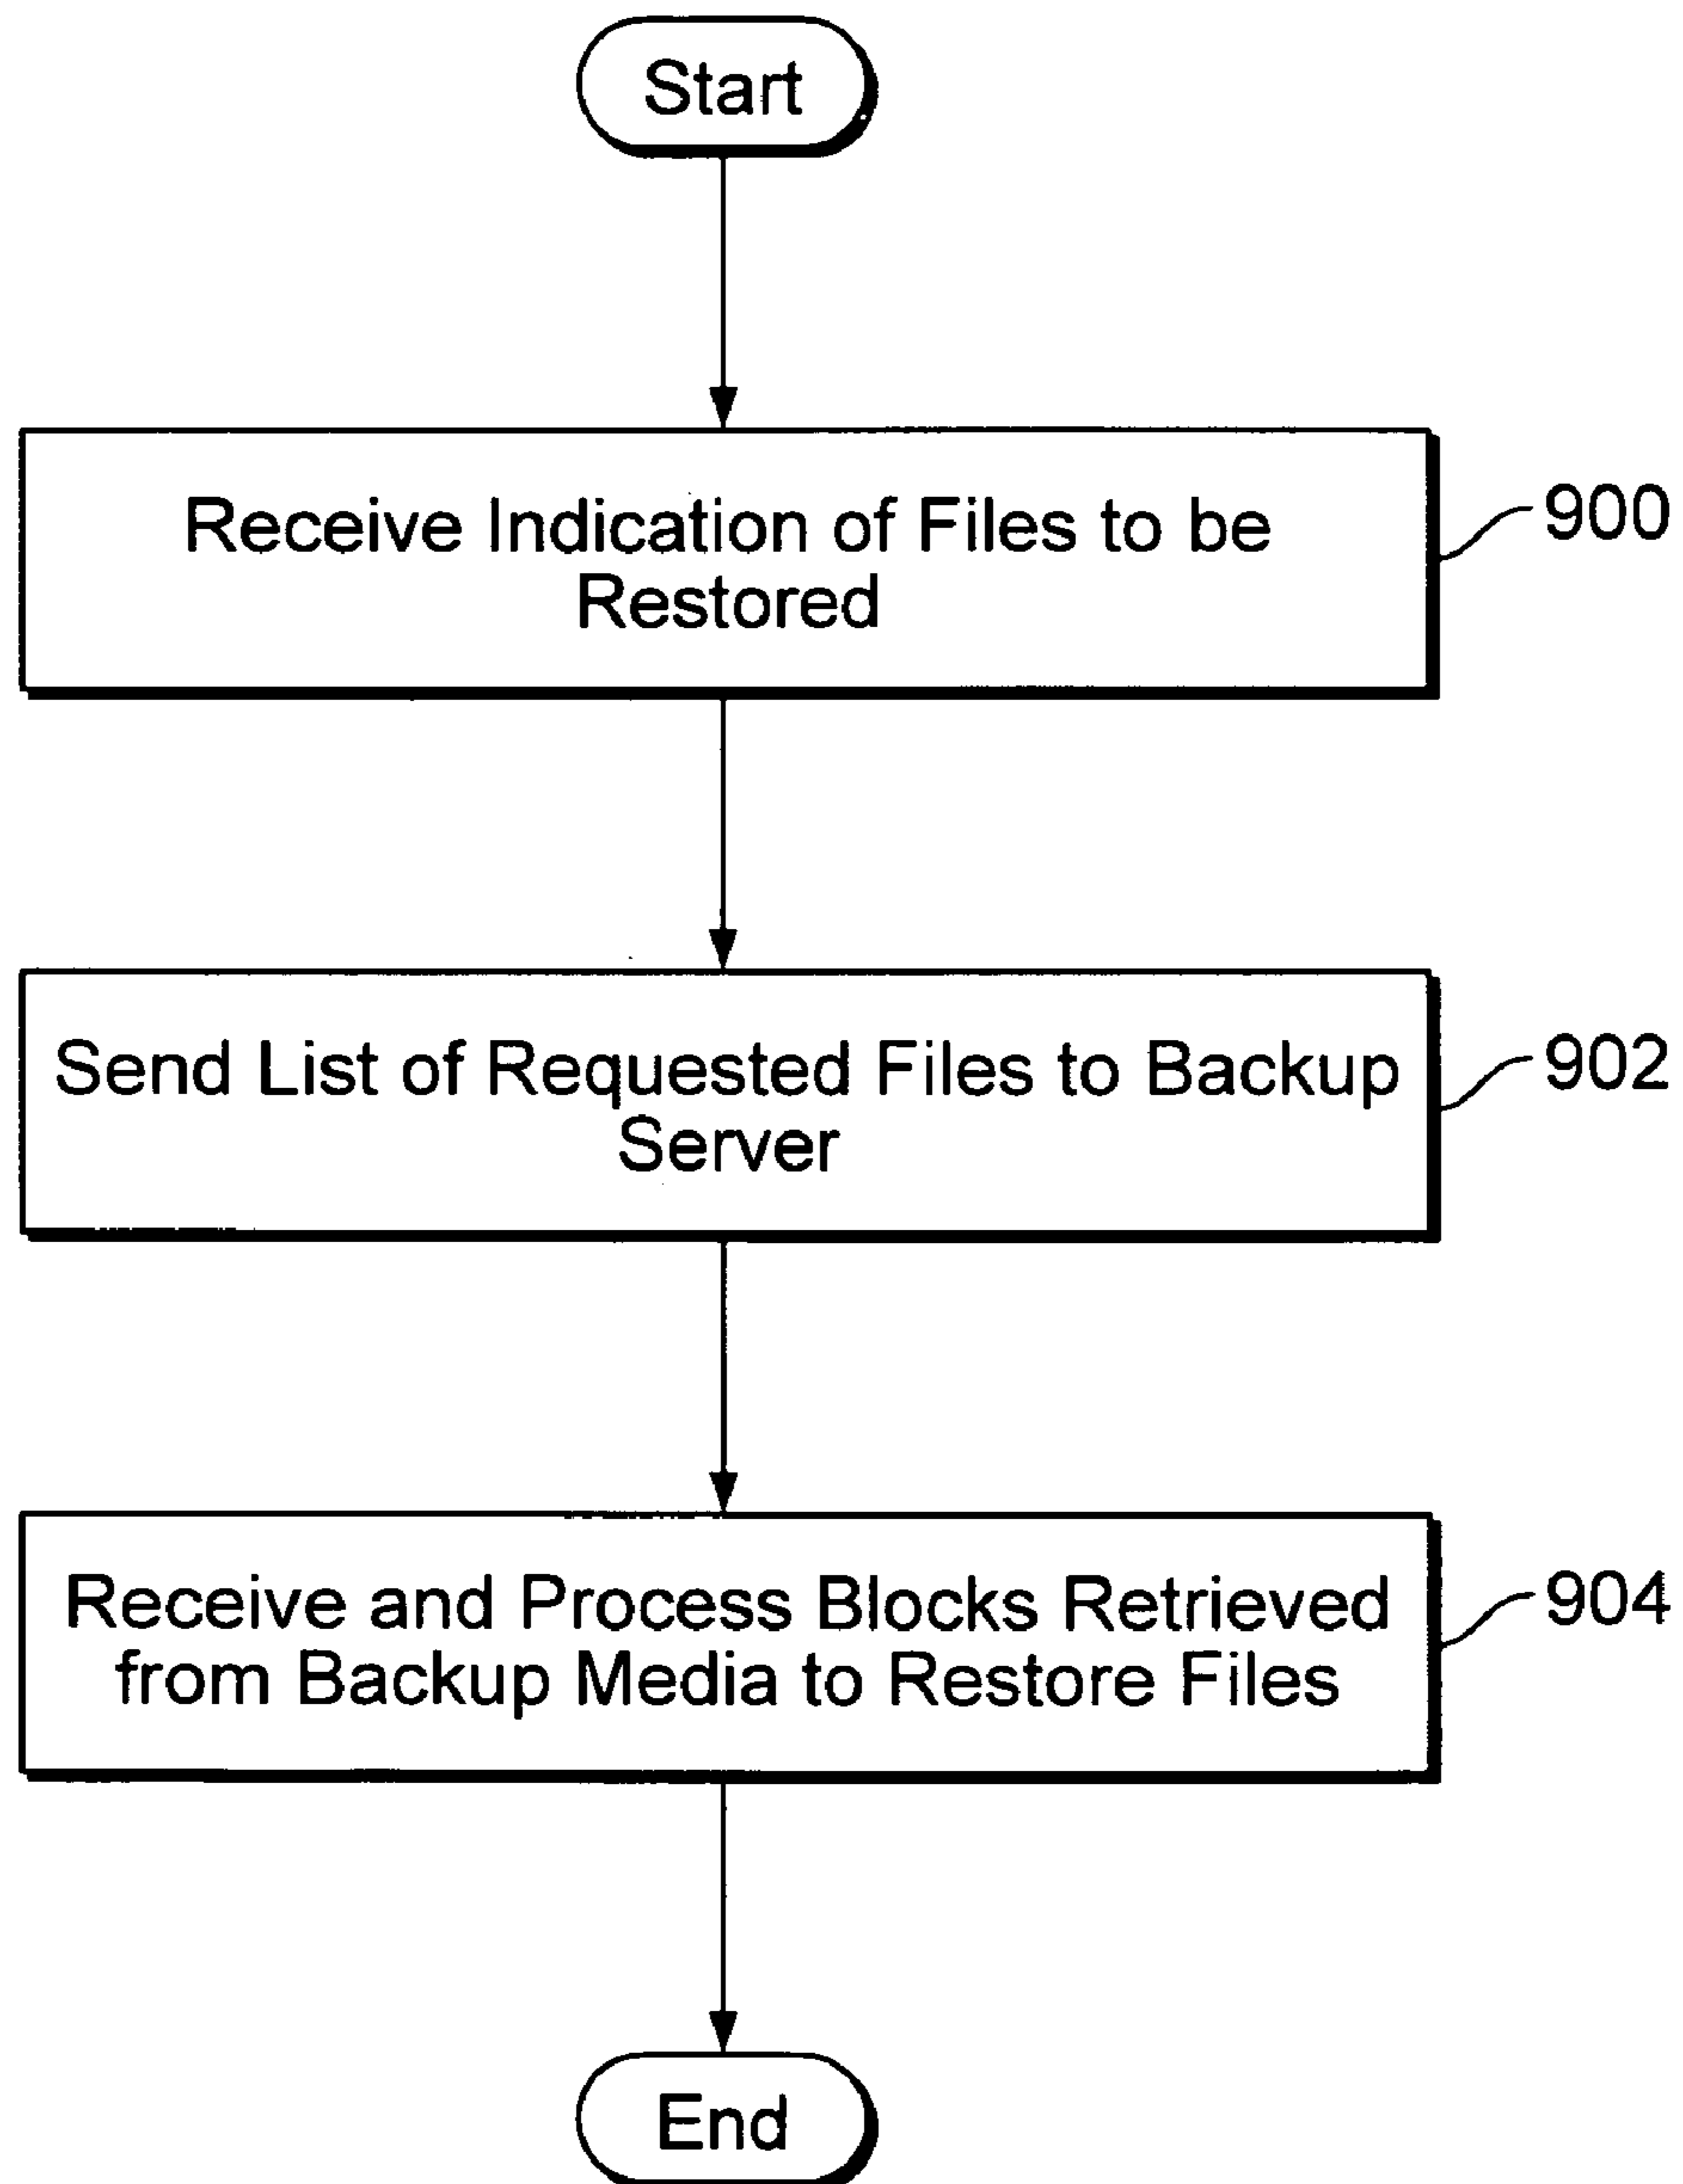 Start
Receive Indication of Files to be
Restored
900
Send List of Requested Files to Backup
Server
902
Receive and Process Blocks Retrieved
from Backup Media to Restore Files
904
End